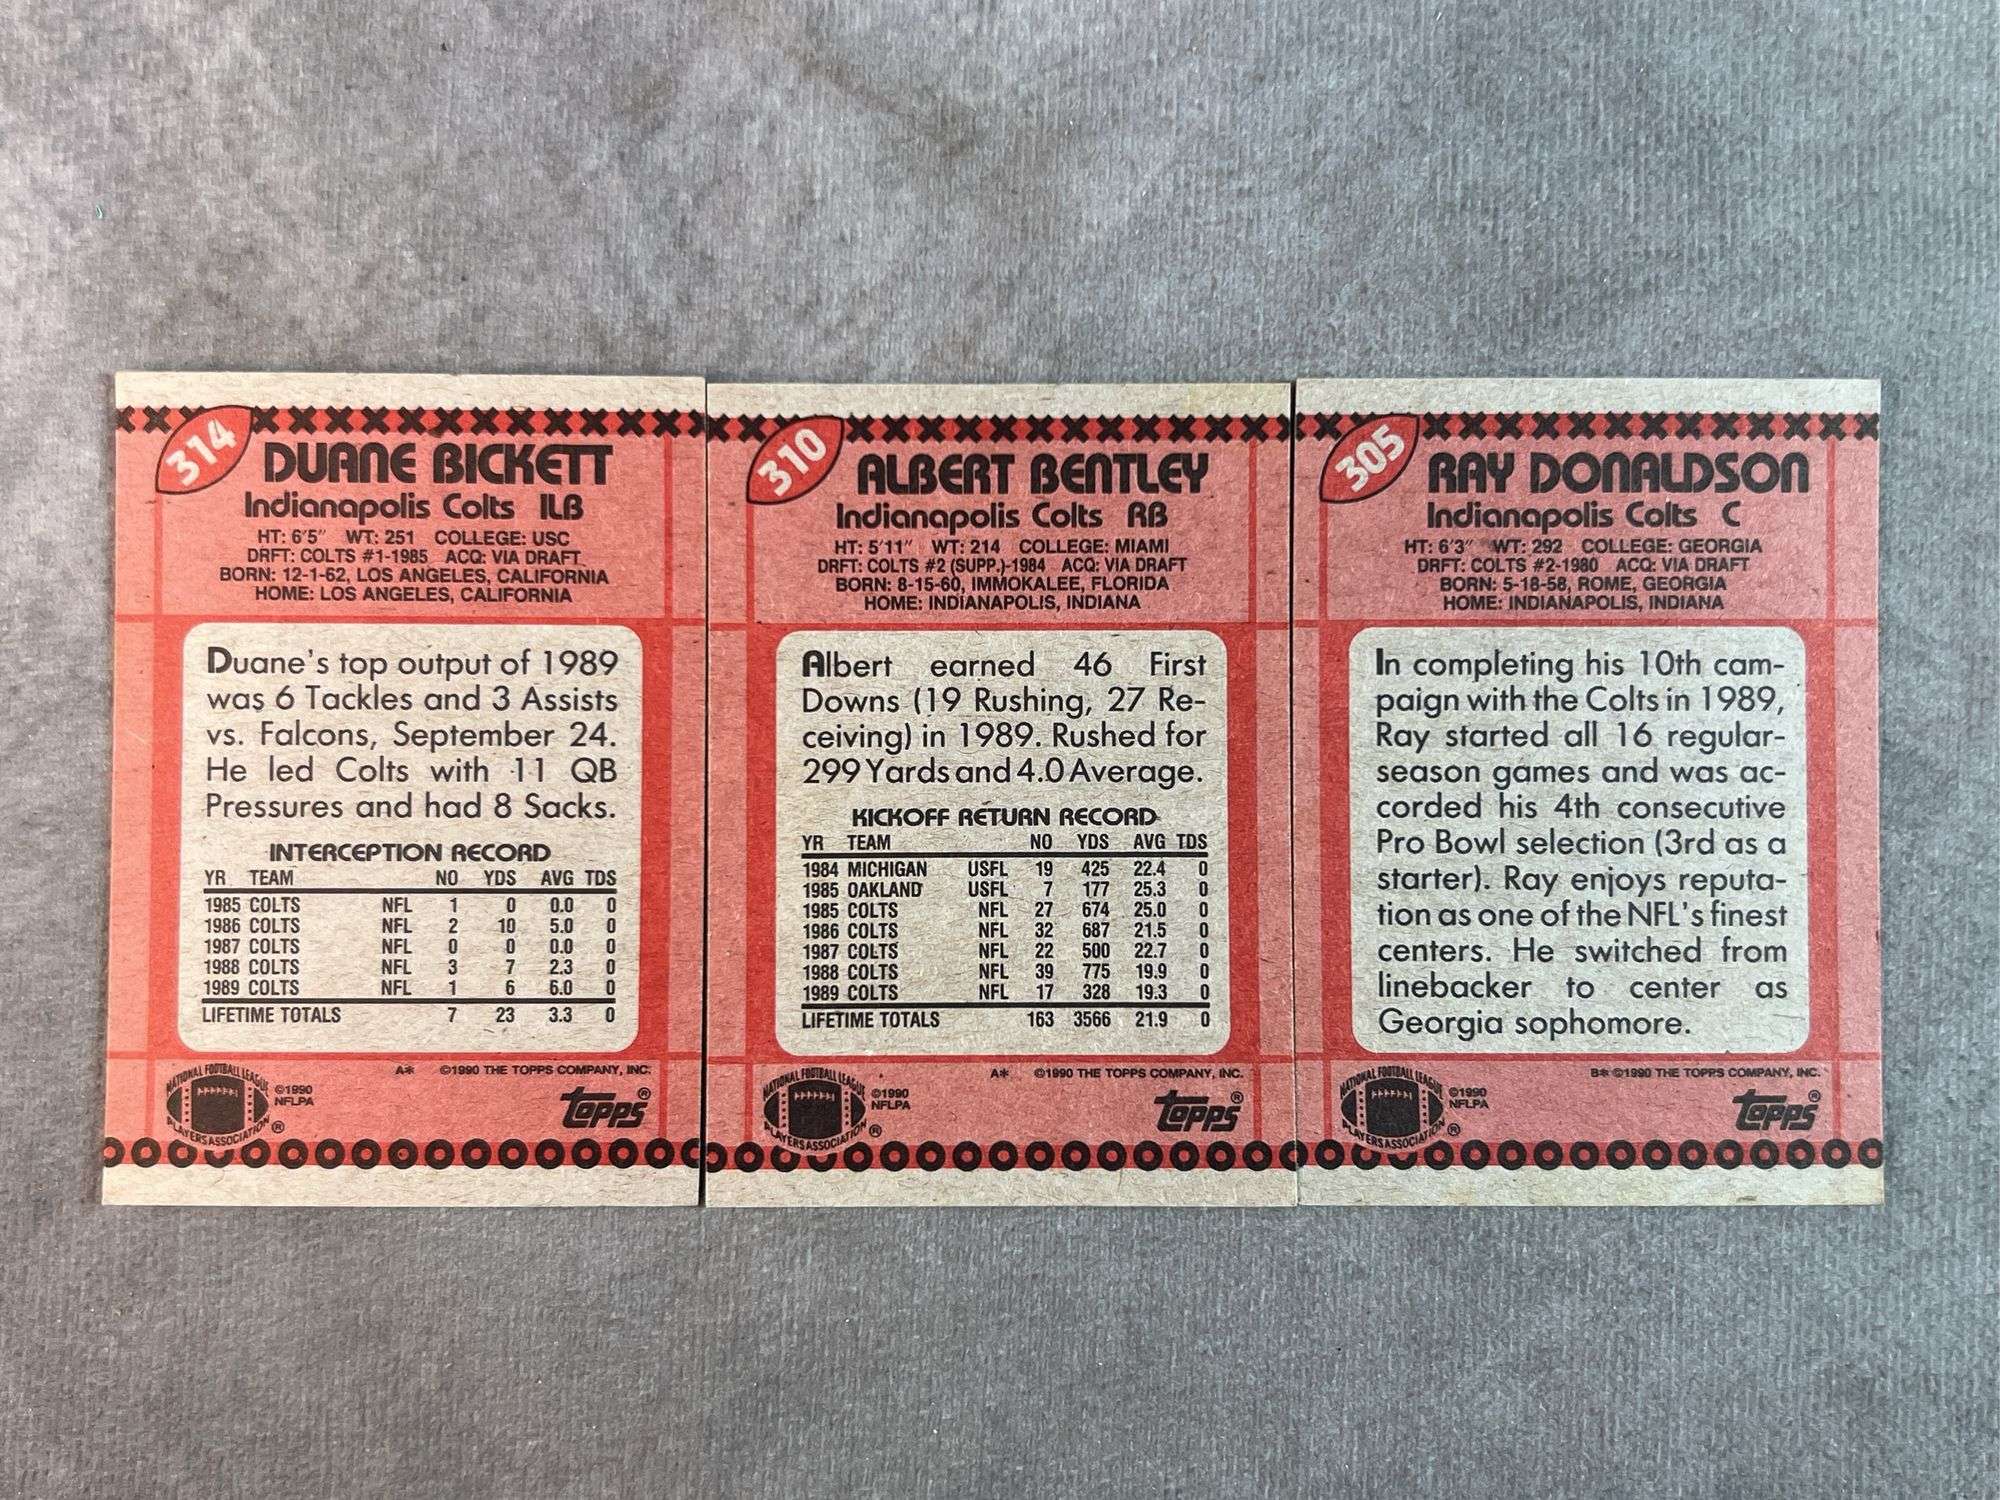 314
DUANE BICKETT
Indianapolis Colts ILB
HT: 6'5" WT: 251 COLLEGE: USC
DRFT: COLTS #1-1985 ACQ: VIA DRAFT
BORN: 12-1-62, LOS ANGELES, CALIFORNIA
HOME: LOS ANGELES, CALIFORNIA
Duane's top output of 1989
was 6 Tackles and 3 Assists
vs. Falcons, September 24.
He led Colts with 11 QB
Pressures and had 8 Sacks.
INTERCEPTION RECORD
YR TEAM NO YDS AVG TDS
1985 COLTS NFL 1 0 0.0 0
1986 COLTS NFL 2 10 5.0 0
1987 COLTS NFL 0 0 0.0 0
1988 COLTS NFL 3 7 2.3 0
1989 COLTS NFL 1 6 6.0 0
LIFETIME TOTALS 7 23 3.3 0
A* ©1990 THE TOPPS COMPANY, INC.
NATIONAL FOOTBALL LEAGUE
PLAYERS ASSOCIATION ®
©1990
NFLPA
topps®
310
ALBERT BENTLEY
Indianapolis Colts RB
HT: 5'11" WT: 214 COLLEGE: MIAMI
DRFT: COLTS #2 (SUPP.)-1984 ACQ: VIA DRAFT
BORN: 8-15-60, IMMOKALEE, FLORIDA
HOME: INDIANAPOLIS, INDIANA
Albert earned 46 First
Downs (19 Rushing, 27 Re-
ceiving) in 1989. Rushed for
299 Yards and 4.0 Average.
KICKOFF RETURN RECORD
YR TEAM NO YDS AVG TDS
1984 MICHIGAN USFL 19 425 22.4 0
1985 OAKLAND USFL 7 177 25.3 0
1985 COLTS NFL 27 674 25.0 0
1986 COLTS NFL 32 687 21.5 0
1987 COLTS NFL 22 500 22.7 0
1988 COLTS NFL 39 775 19.9 0
1989 COLTS NFL 17 328 19.3 0
LIFETIME TOTALS 163 3566 21.9 0
A* ©1990 THE TOPPS COMPANY, INC.
NATIONAL FOOTBALL LEAGUE
PLAYERS ASSOCIATION ®
©1990
NFLPA
topps®
305
RAY DONALDSON
Indianapolis Colts C
HT: 6'3" WT: 292 COLLEGE: GEORGIA
DRFT: COLTS #2-1980 ACQ: VIA DRAFT
BORN: 5-18-58, ROME, GEORGIA
HOME: INDIANAPOLIS, INDIANA
In completing his 10th cam-
paign with the Colts in 1989,
Ray started all 16 regular-
season games and was ac-
corded his 4th consecutive
Pro Bowl selection (3rd as a
starter). Ray enjoys reputa-
tion as one of the NFL's finest
centers. He switched from
linebacker to center as
Georgia sophomore.
B* ©1990 THE TOPPS COMPANY, INC.
NATIONAL FOOTBALL LEAGUE
PLAYERS ASSOCIATION ®
©1990
NFLPA
topps®